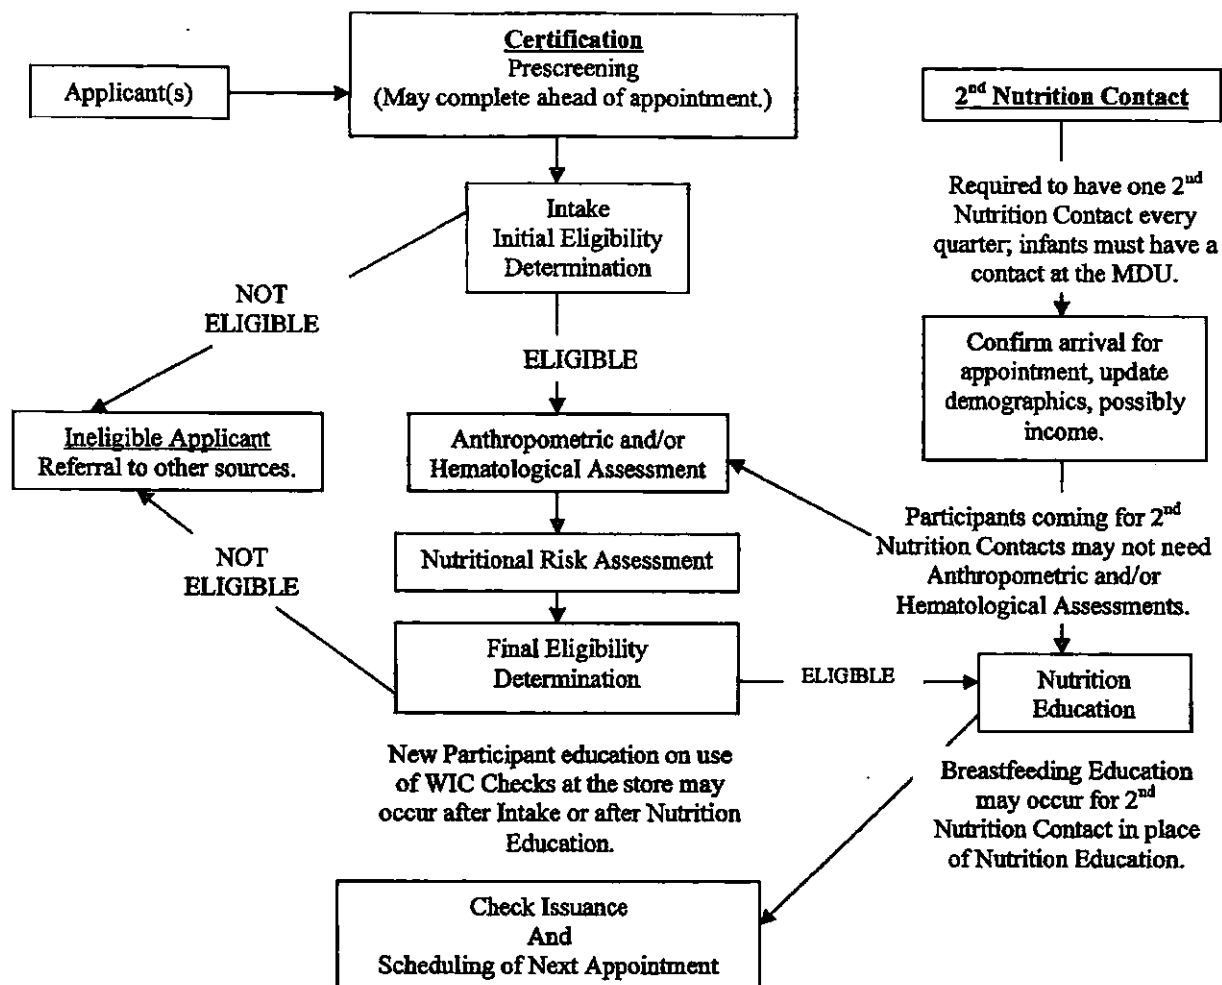 Applicant(s)
Certification
Prescreening
(May complete ahead of appointment.)
2nd Nutrition Contact
Intake
Initial Eligibility
Determination
Required to have one 2nd
Nutrition Contact every
quarter; infants must have a
contact at the MDU.
NOT
ELIGIBLE
ELIGIBLE
Confirm arrival for
appointment, update
demographics, possibly
income.
Ineligible Applicant
Referral to other sources.
Anthropometric and/or
Hematological Assessment
Participants coming for 2nd
Nutrition Contacts may not need
Anthropometric and/or
Hematological Assessments.
Nutritional Risk Assessment
NOT
ELIGIBLE
Final Eligibility
Determination
ELIGIBLE
Nutrition
Education
New Participant education on use
of WIC Checks at the store may
occur after Intake or after Nutrition
Education.
Breastfeeding Education
may occur for 2nd
Nutrition Contact in place
of Nutrition Education.
Check Issuance
And
Scheduling of Next Appointment